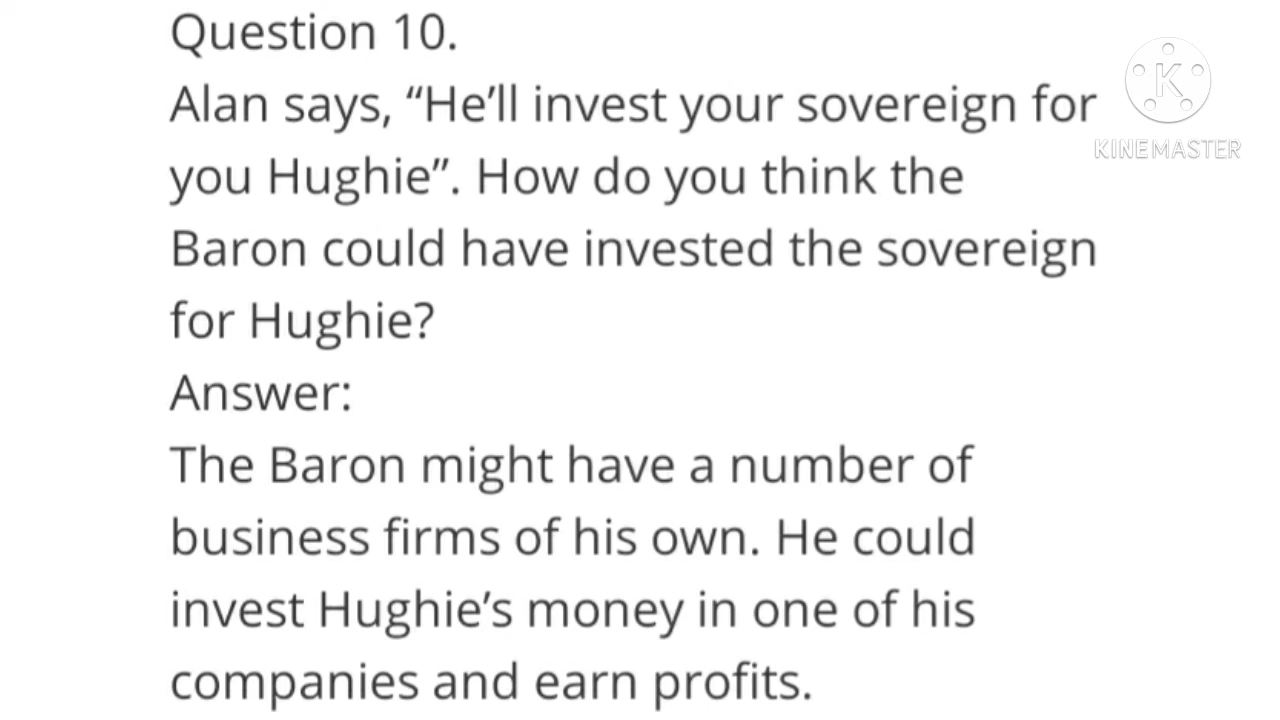 Question 10.
Alan says, “He’ll invest your sovereign for
you Hughie”. How do you think the
Baron could have invested the sovereign
for Hughie?
Answer:
The Baron might have a number of
business firms of his own. He could
invest Hughie’s money in one of his
companies and earn profits.
K
KINEMASTER